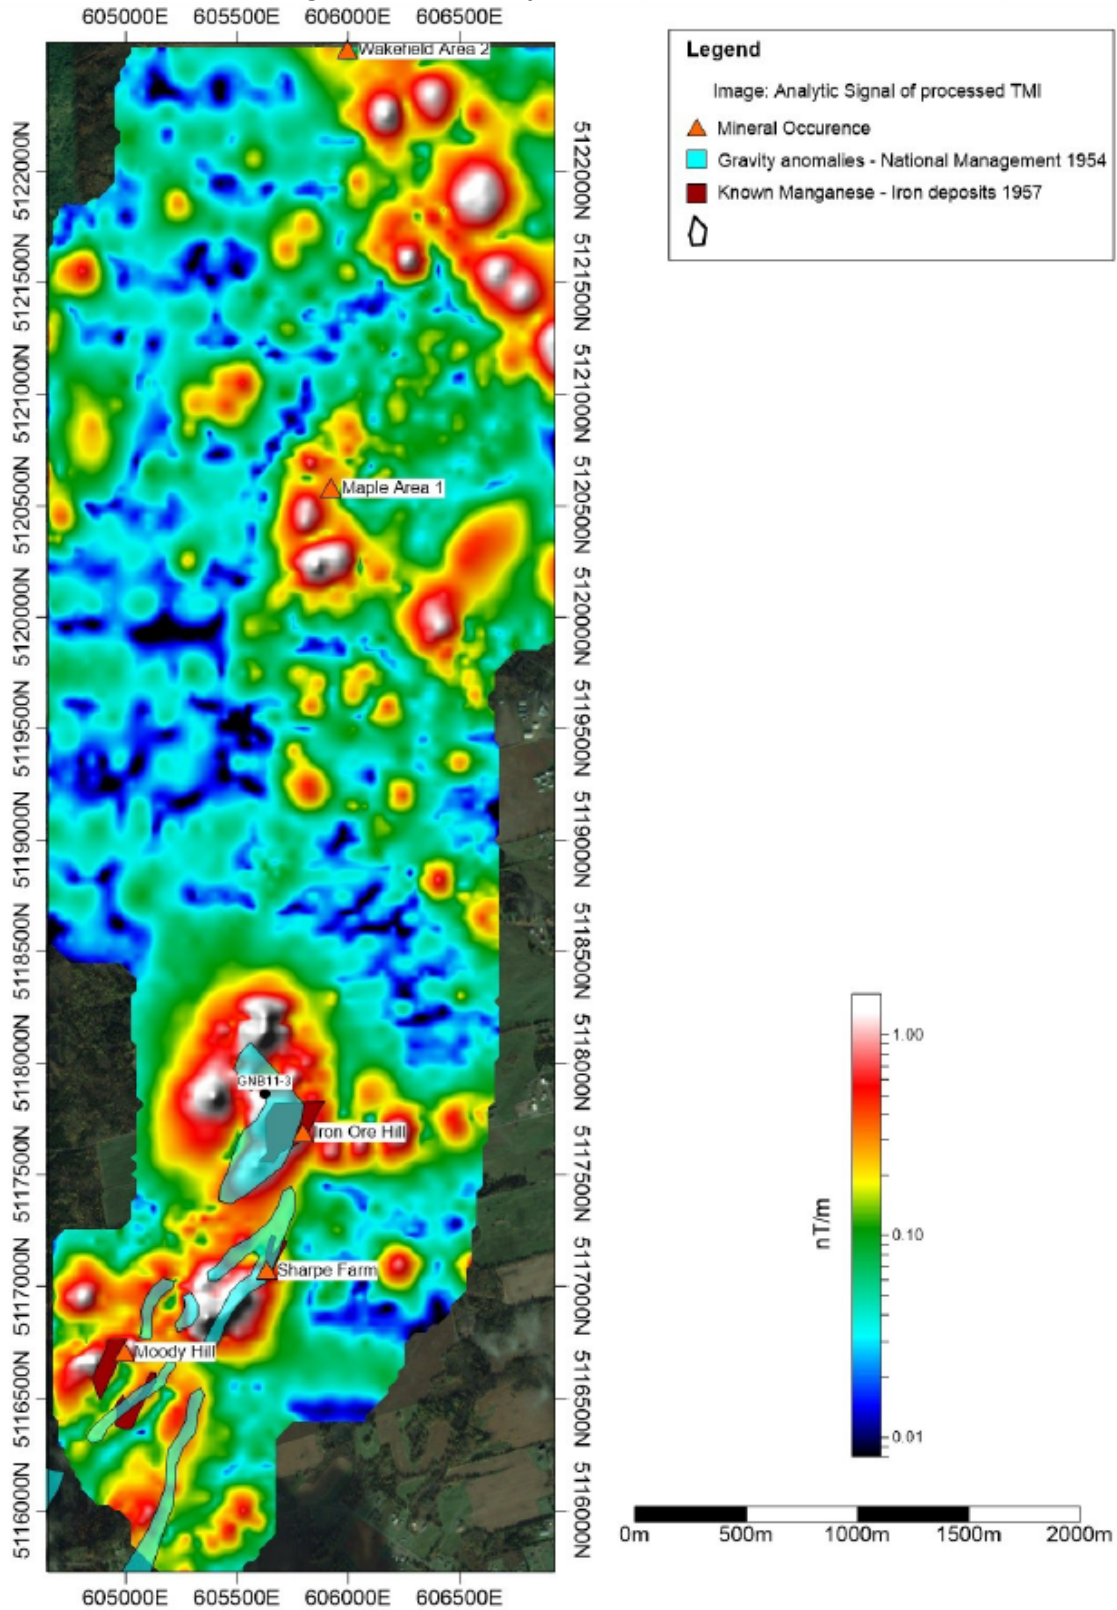 605000E 605500E 606000E 606500E
Wakefield Area 2
Legend
Image: Analytic Signal of processed TMI
Mineral Occurence
Gravity anomalies - National Management 1954
Known Manganese - Iron deposits 1957
5122000N 5122000N
5121500N 5121500N
5121000N 5121000N
Maple Area 1
5120500N 5120500N
5120000N 5120000N
5119500N 5119500N
5119000N 5119000N
5118500N 5118500N
5118000N 5118000N
GNB11-3
Iron Ore Hill
5117500N 5117500N
Sharpe Farm
5117000N 5117000N
Moody Hill
5116500N 5116500N
5116000N 5116000N
1.00
nT/m
0.10
0.01
0m 500m 1000m 1500m 2000m
605000E 605500E 606000E 606500E